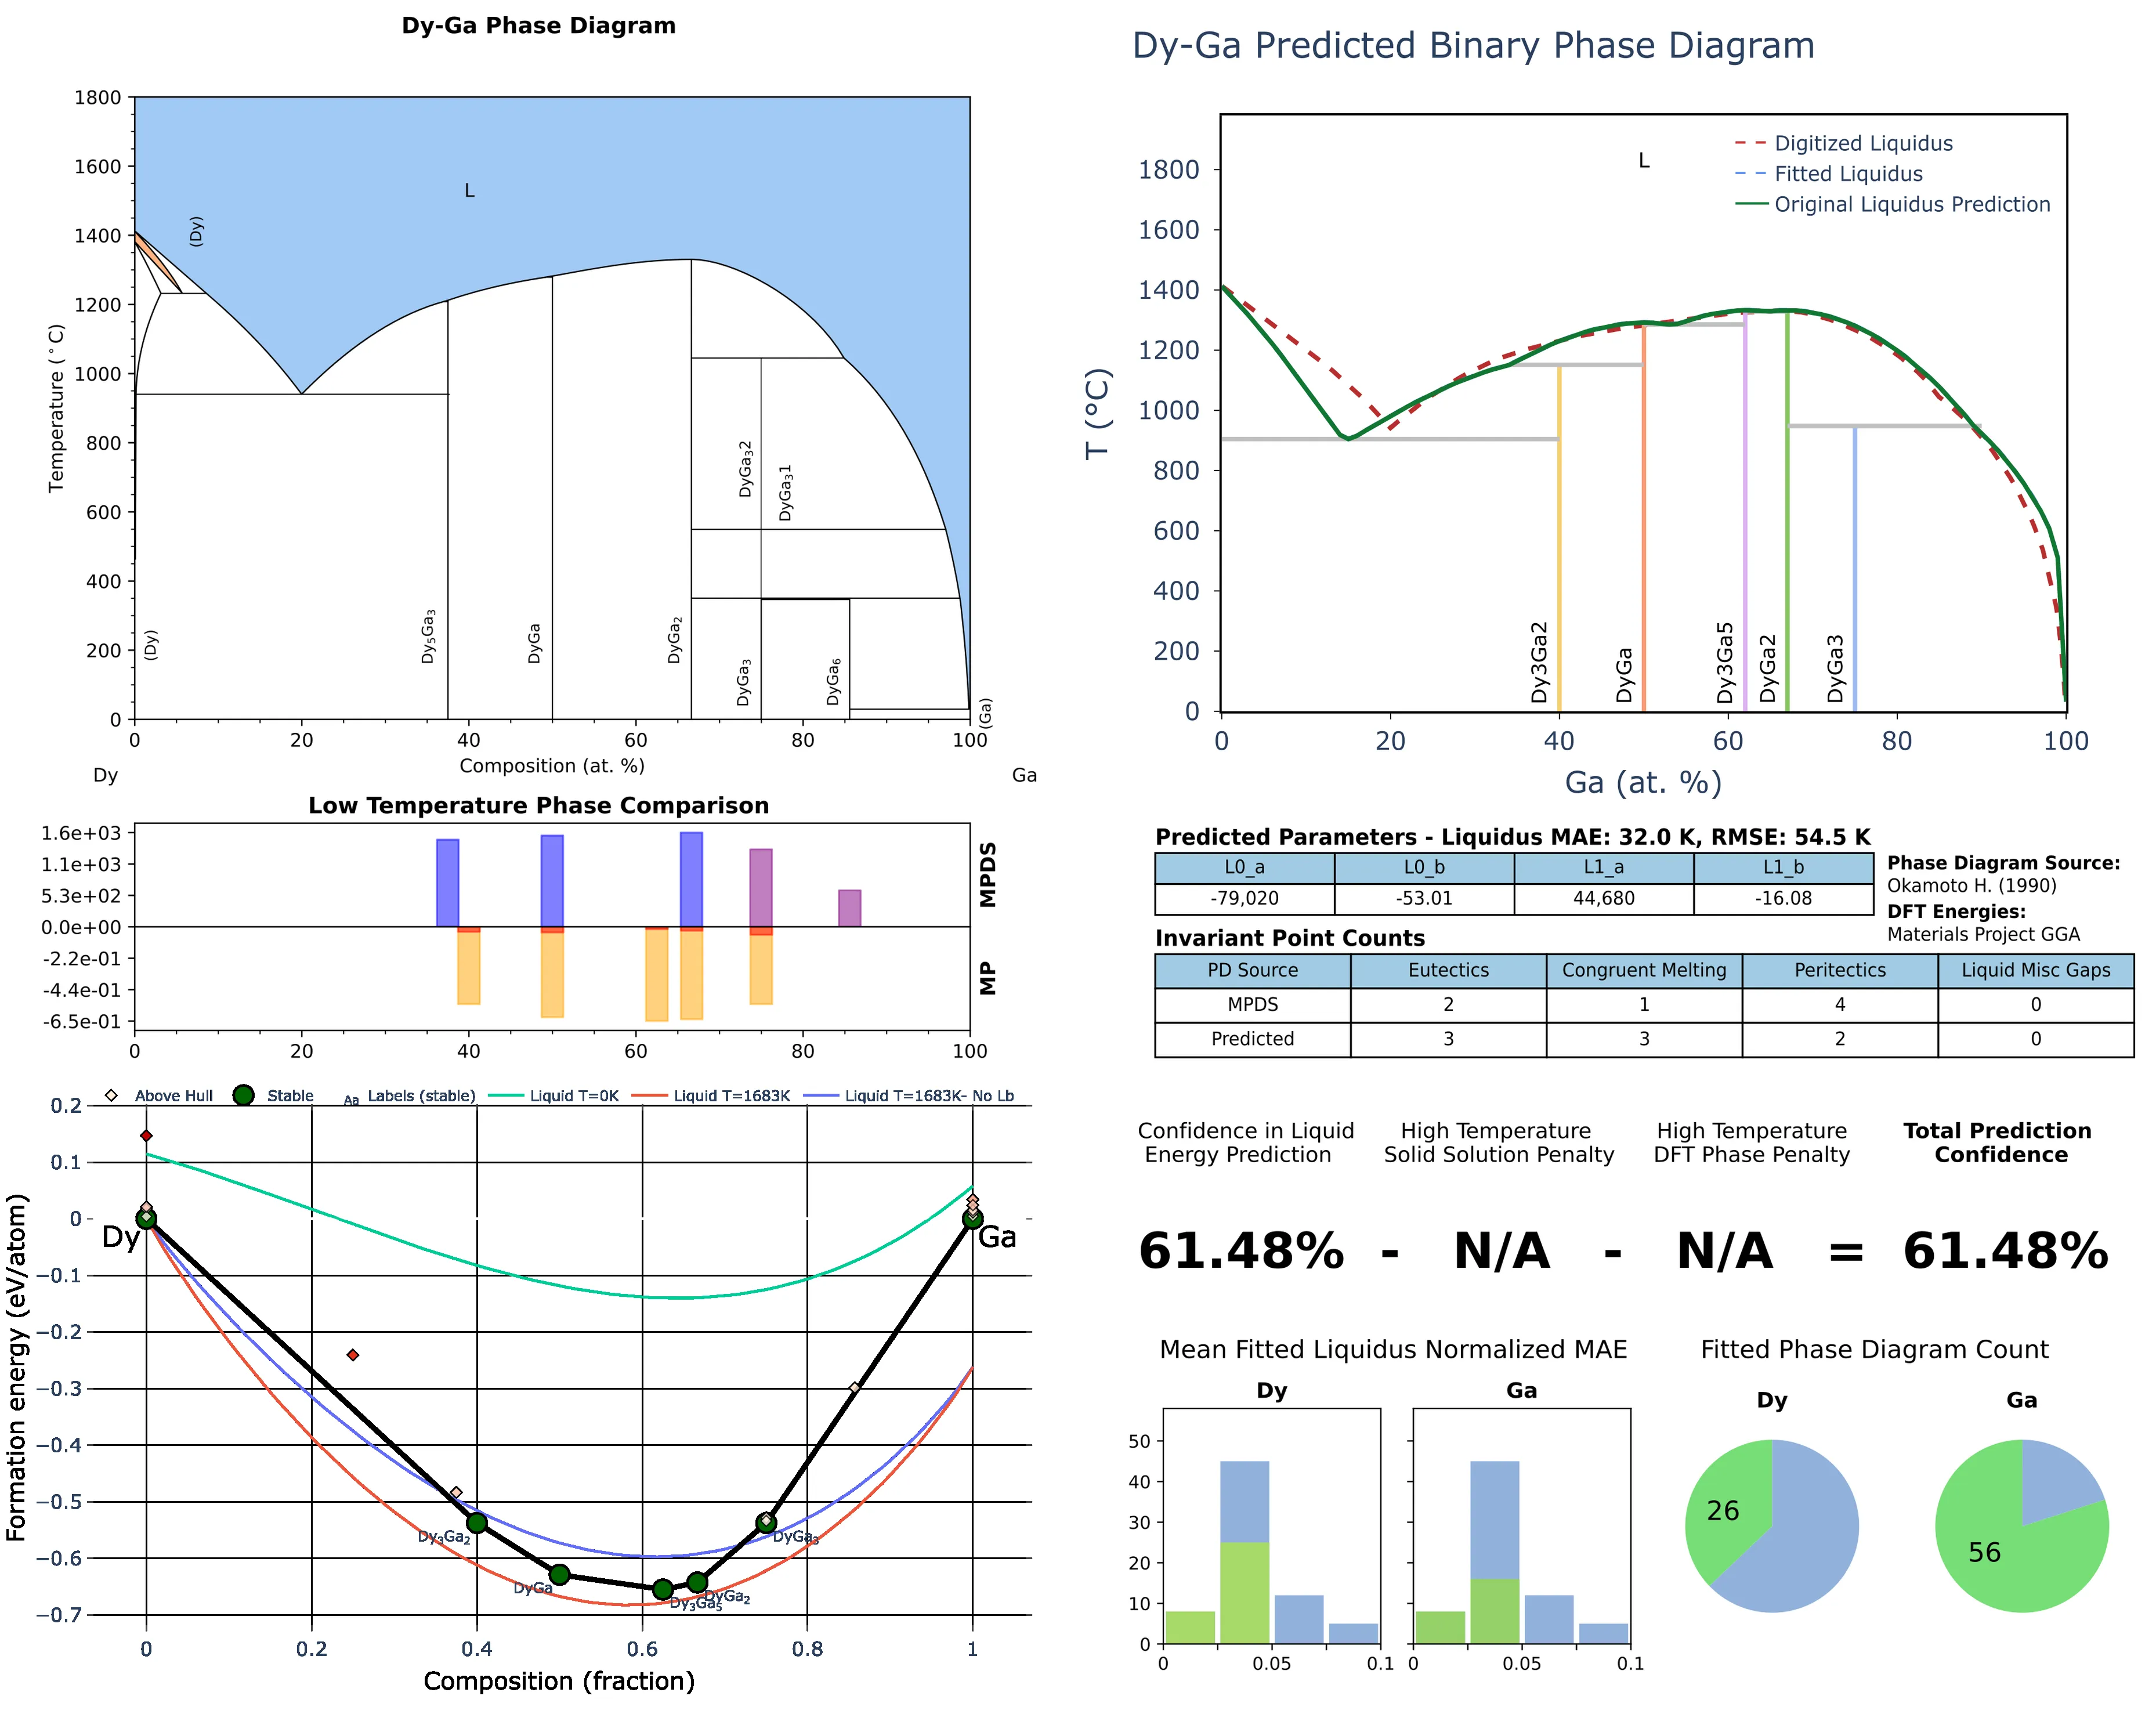 Dy-Ga Phase Diagram
1800
1600
1400
1200
1000
800
600
400
200
0
Temperature (°C)
L
(Dy)
(Dy)
Dy5Ga3
DyGa
DyGa2
DyGa32
DyGa31
DyGa3
DyGa6
(Ga)
0 20 40 60 80 100
Composition (at. %)
Dy Ga
Dy-Ga Predicted Binary Phase Diagram
1800
1600
1400
1200
1000
800
600
400
200
0
T (°C)
L
Digitized Liquidus
Fitted Liquidus
Original Liquidus Prediction
Dy3Ga2
DyGa
Dy3Ga5
DyGa2
DyGa3
0 20 40 60 80 100
Ga (at. %)
Low Temperature Phase Comparison
1.6e+03
1.1e+03
5.3e+02
0.0e+00
-2.2e-01
-4.4e-01
-6.5e-01
MPDS
MP
0 20 40 60 80 100
Predicted Parameters - Liquidus MAE: 32.0 K, RMSE: 54.5 K
L0_a L0_b L1_a L1_b
-79,020 -53.01 44,680 -16.08
Phase Diagram Source:
Okamoto H. (1990)
DFT Energies:
Materials Project GGA
Invariant Point Counts
PD Source Eutectics Congruent Melting Peritectics Liquid Misc Gaps
MPDS 2 1 4 0
Predicted 3 3 2 0
Above Hull Stable Aa Labels (stable) Liquid T=0K Liquid T=1683K Liquid T=1683K- No Lb
0.2
0.1
0
−0.1
−0.2
−0.3
−0.4
−0.5
−0.6
−0.7
Formation energy (eV/atom)
Dy
Ga
Dy3Ga2
DyGa
Dy3Ga5
DyGa2
DyGa3
0 0.2 0.4 0.6 0.8 1
Composition (fraction)
Confidence in Liquid
Energy Prediction
High Temperature
Solid Solution Penalty
High Temperature
DFT Phase Penalty
Total Prediction
Confidence
61.48% - N/A - N/A = 61.48%
Mean Fitted Liquidus Normalized MAE
Dy Ga
50
40
30
20
10
0
0 0.05 0.1
0 0.05 0.1
Fitted Phase Diagram Count
Dy Ga
26
56